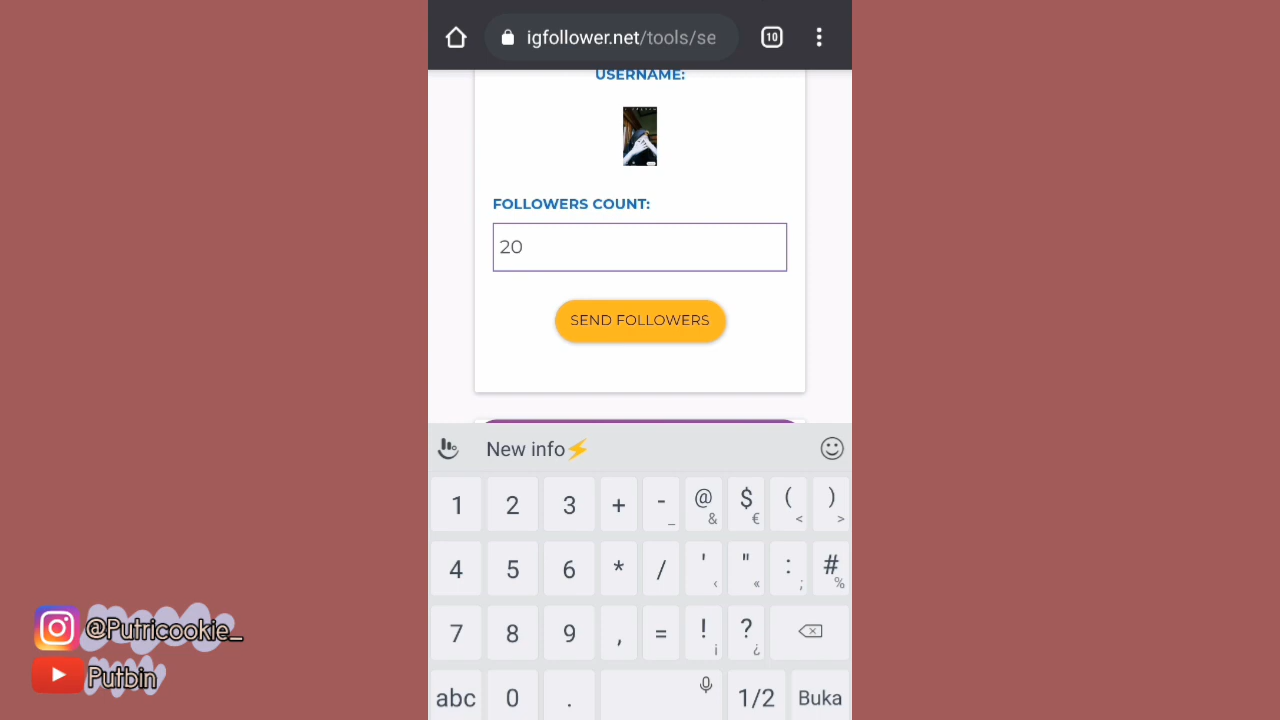 igfollower.net/tools/se
10
USERNAME:
FOLLOWERS COUNT:
20
SEND FOLLOWERS
New info⚡
1 2 3 + - _ @ & $ € ( < ) >
4 5 6 * / ' ‹ " « : ; # %
7 8 9 , = ! ¡ ? ¿
abc 0 . 1/2 Buka
@Putricookie_
Putbin